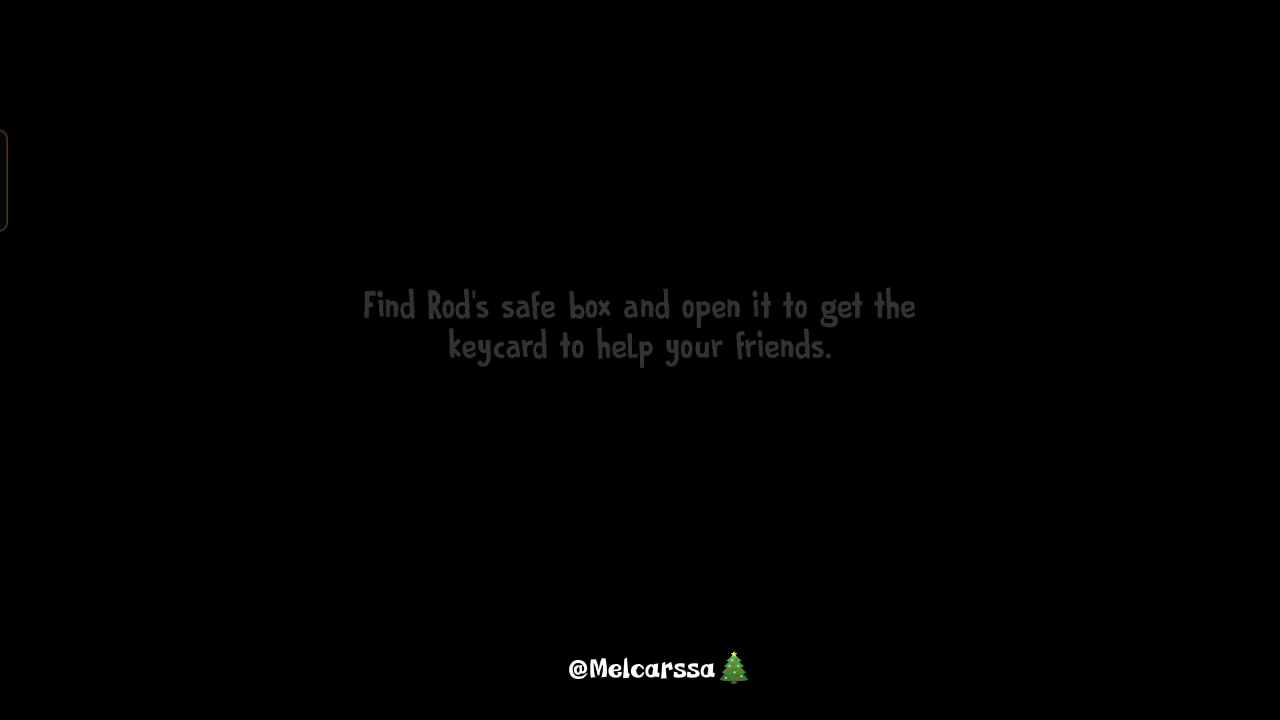 Find Rod's safe box and open it to get the
keycard to help your friends.
@Melcarssa🎄